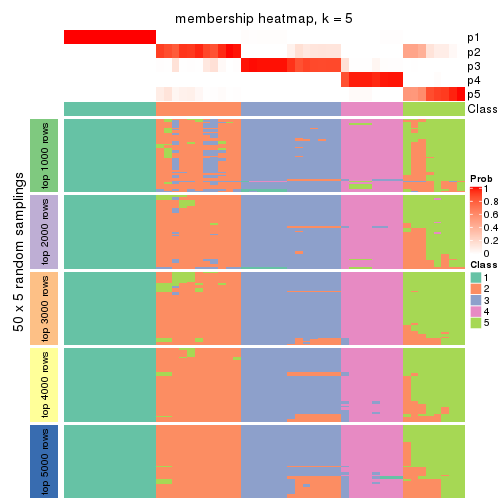 membership heatmap, k = 5
p1
p2
p3
p4
p5
Class
50 x 5 random samplings
top 1000 rows
top 2000 rows
top 3000 rows
top 4000 rows
top 5000 rows
Prob
1
0.8
0.6
0.4
0.2
0
Class
1
2
3
4
5